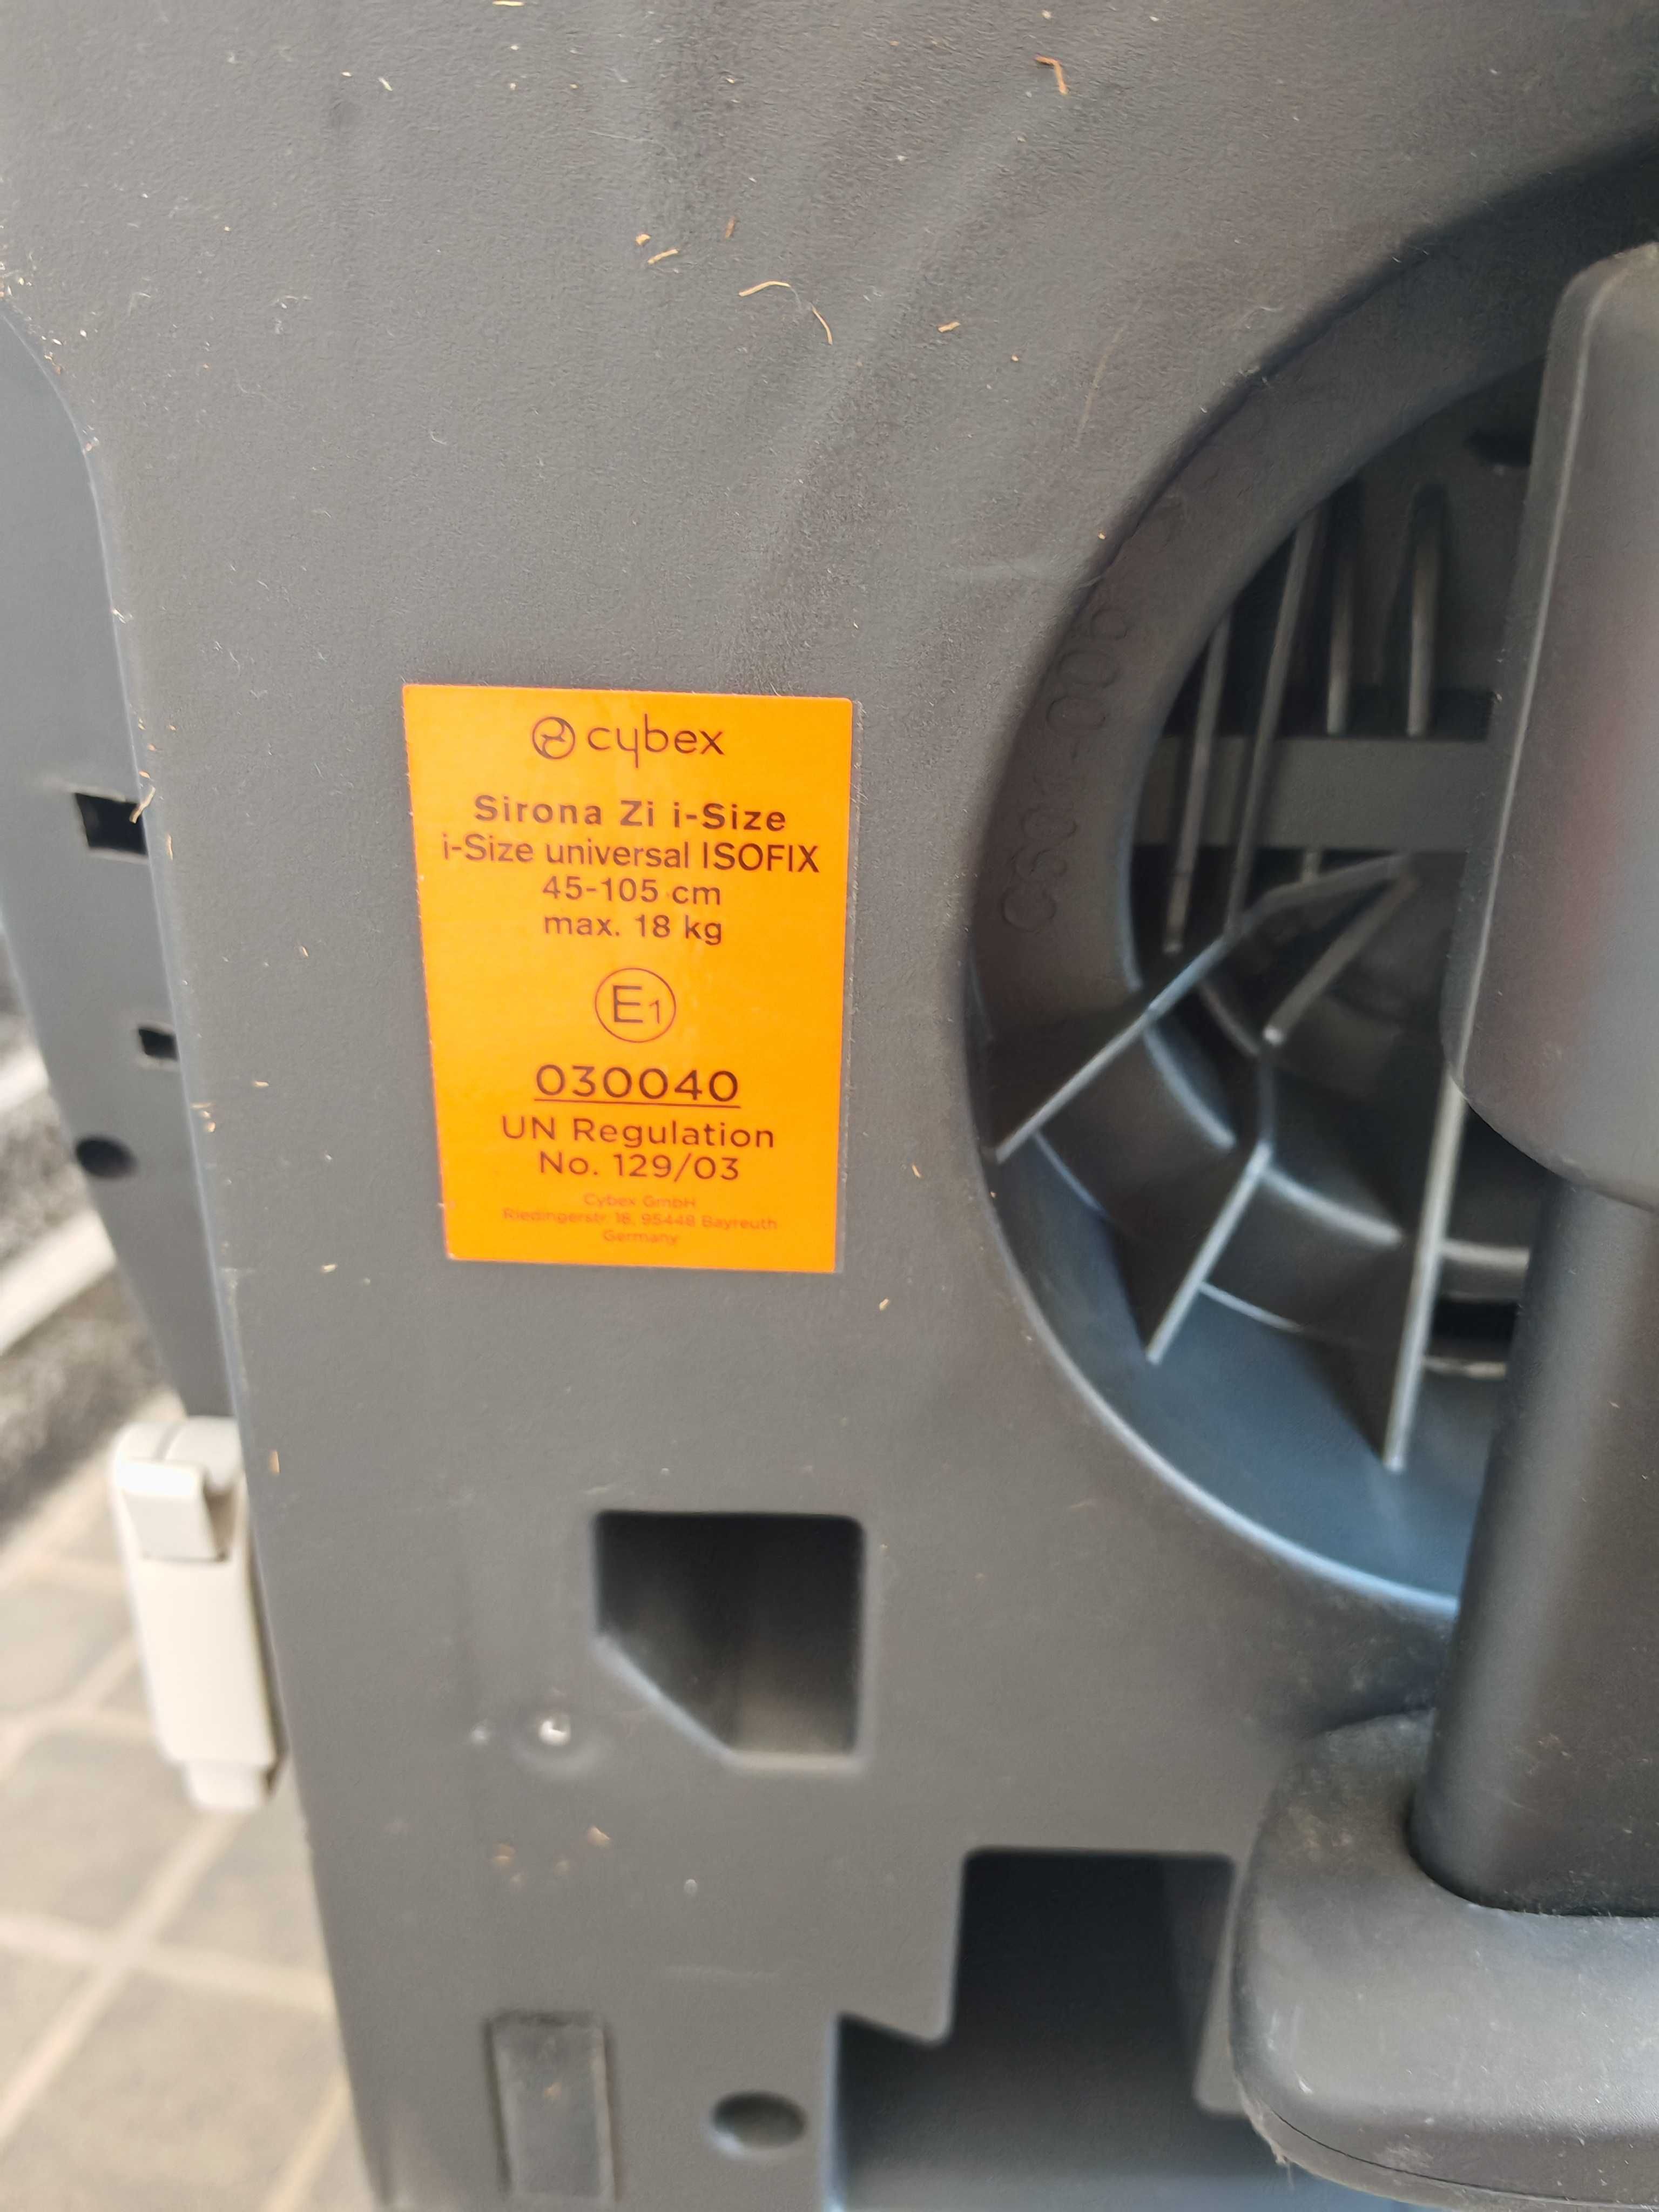 cybex
Sirona Zi i-Size
i-Size universal ISOFIX
45-105 cm
max. 18 kg
E1
030040
UN Regulation
No. 129/03
Cybex GmbH
Riedingerstr. 18, 95448 Bayreuth
Germany